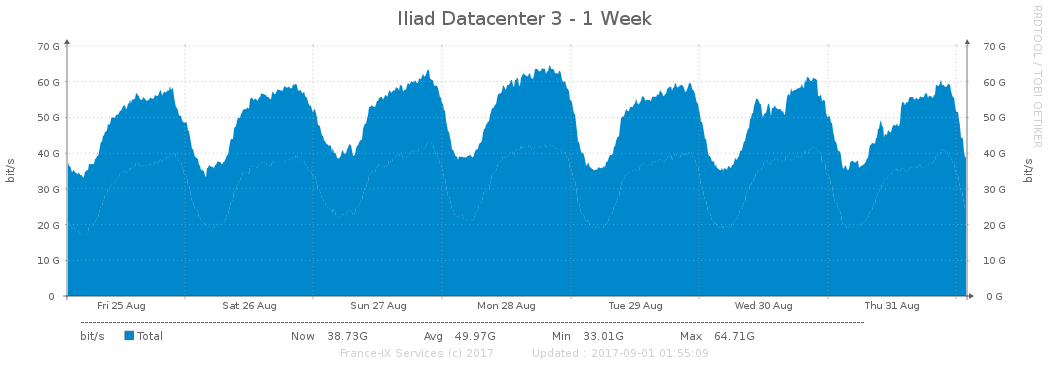 Iliad Datacenter 3 - 1 Week
RRDTOOL / TOBI OETIKER
70 G 70 G
60 G 60 G
50 G 50 G
40 G 40 G
30 G 30 G
20 G 20 G
10 G 10 G
0 0 G
bit/s
bit/s
Fri 25 Aug Sat 26 Aug Sun 27 Aug Mon 28 Aug Tue 29 Aug Wed 30 Aug Thu 31 Aug
bit/s Total Now 38.73G Avg 49.97G Min 33.01G Max 64.71G
France-IX Services (c) 2017 Updated : 2017-09-01 01:55:09